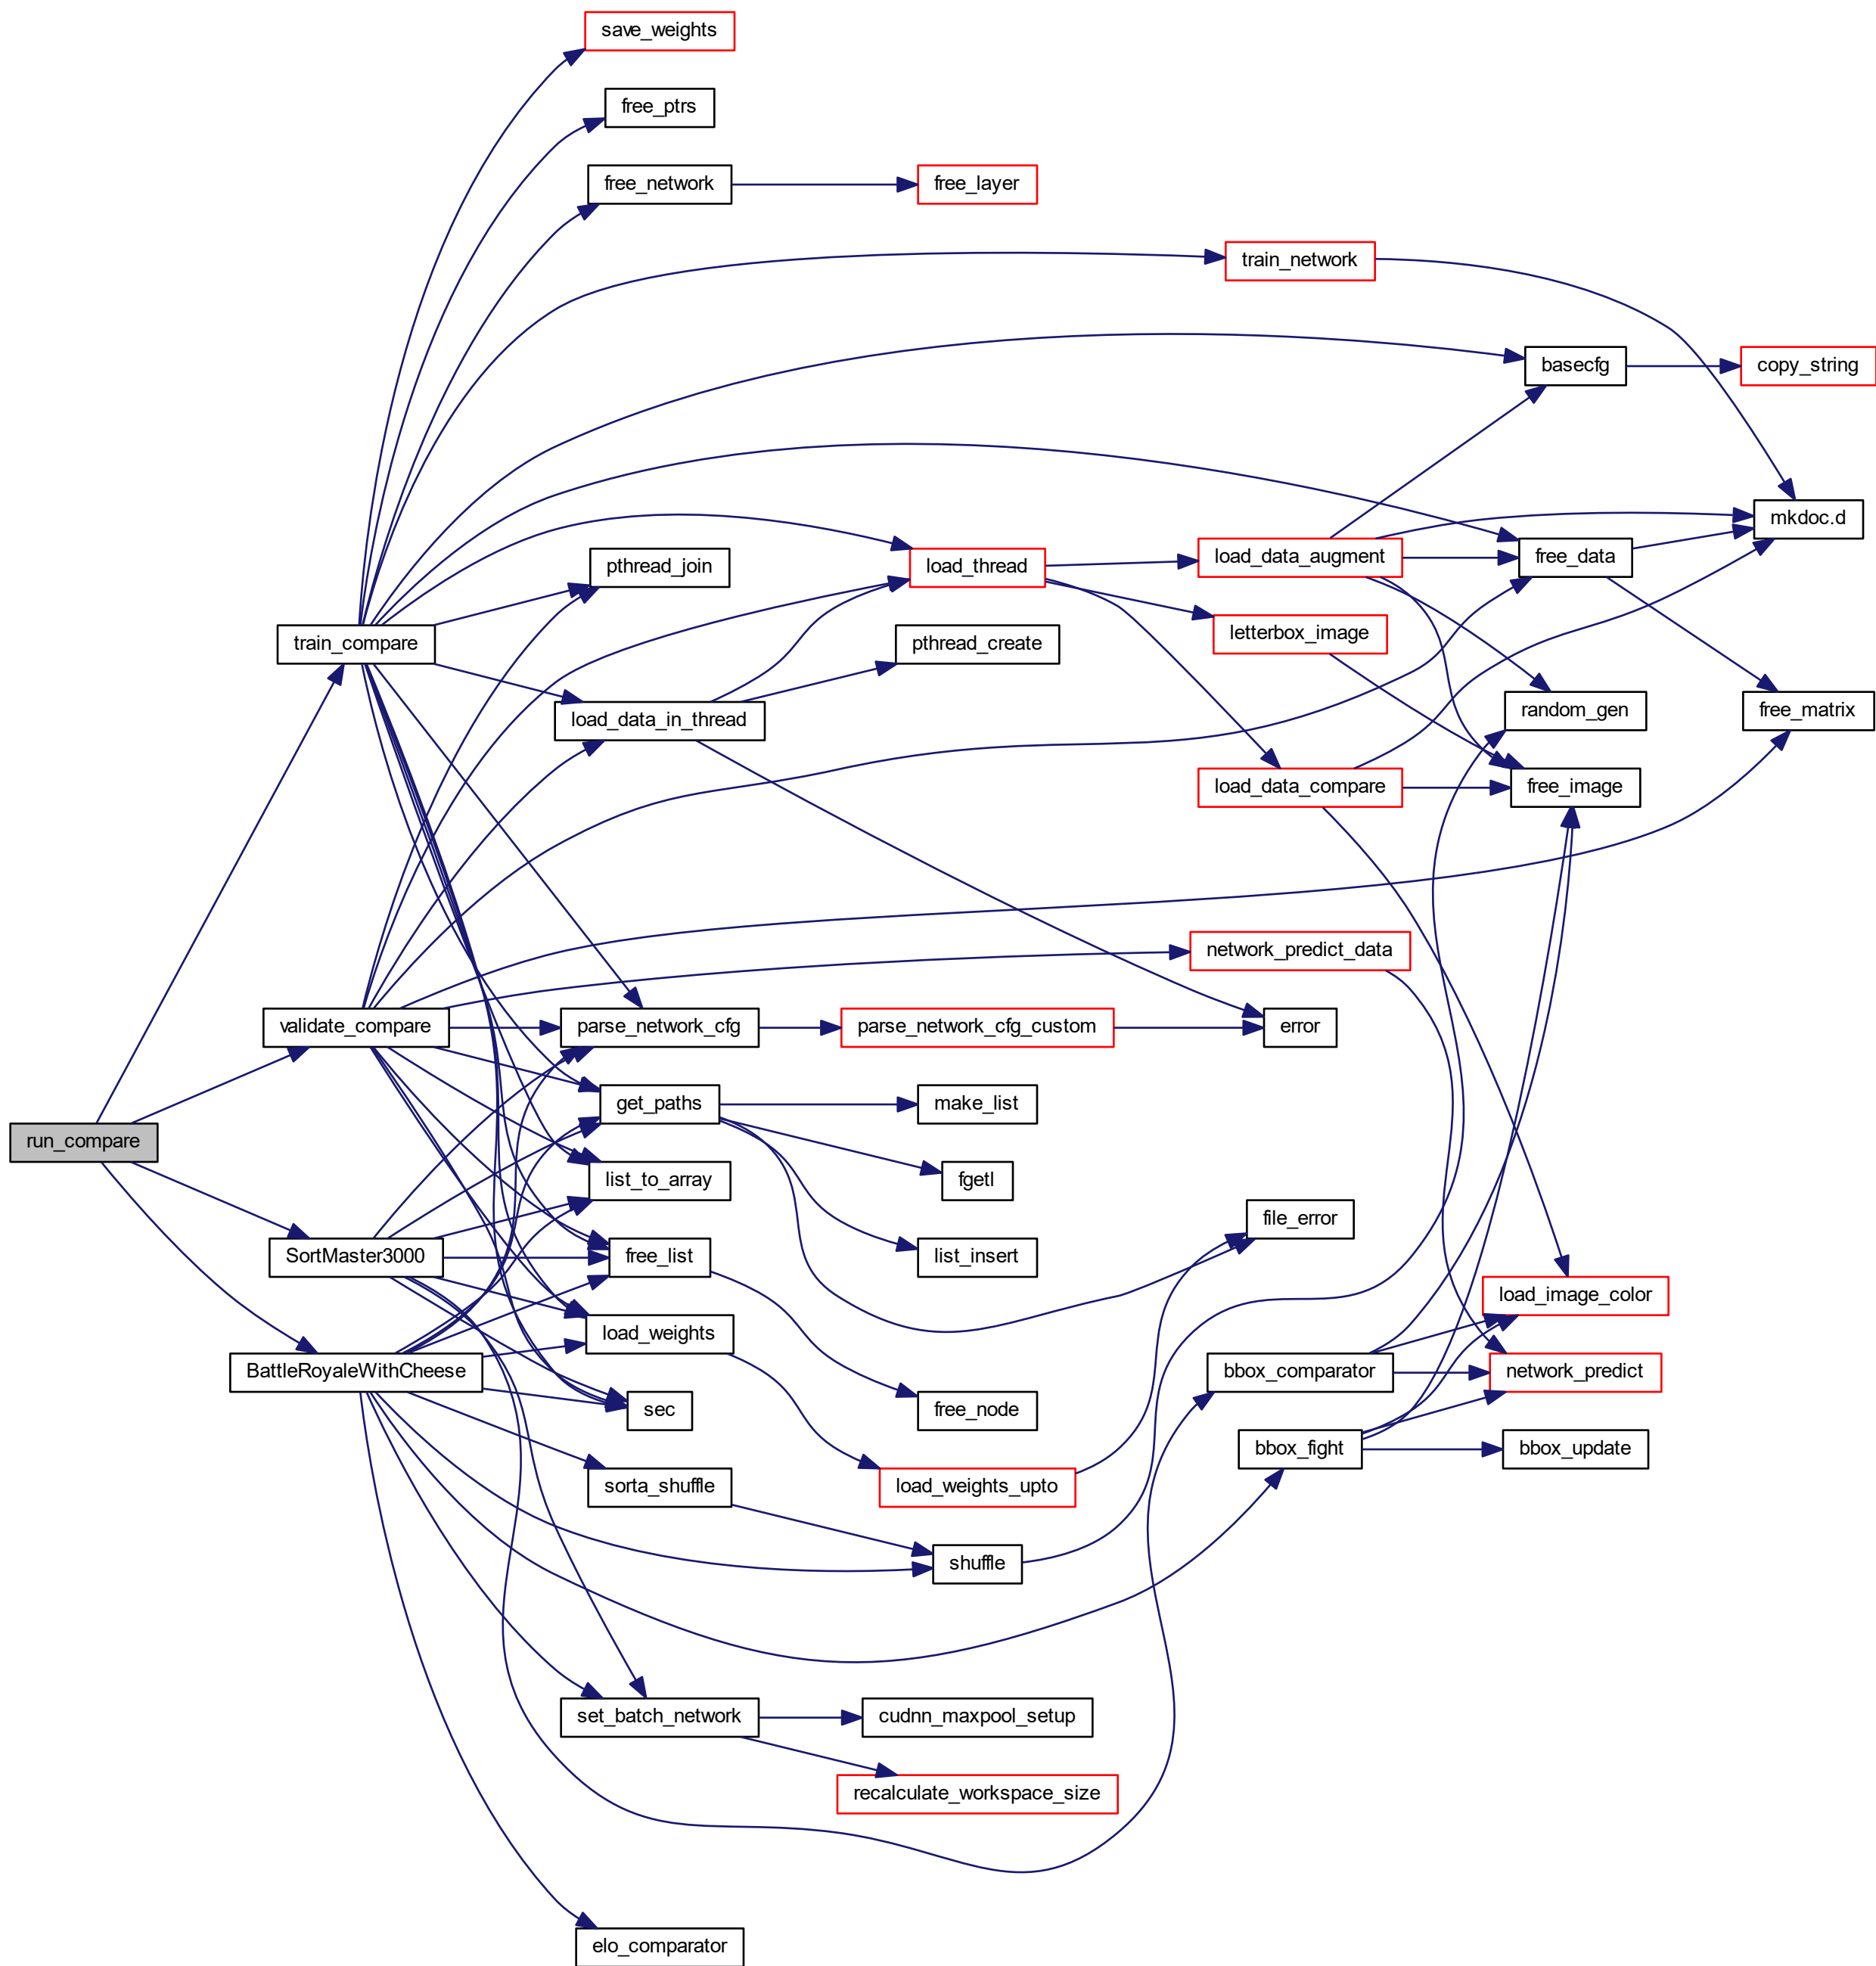 save_weights
free_ptrs
free_network
free_layer
train_network
basecfg
copy_string
mkdoc.d
pthread_join
load_thread
load_data_augment
free_data
train_compare
letterbox_image
pthread_create
load_data_in_thread
random_gen
free_matrix
load_data_compare
free_image
network_predict_data
validate_compare
parse_network_cfg
parse_network_cfg_custom
error
get_paths
make_list
run_compare
list_to_array
fgetl
file_error
SortMaster3000
free_list
list_insert
load_image_color
load_weights
BattleRoyaleWithCheese
bbox_comparator
network_predict
sec
free_node
bbox_fight
bbox_update
sorta_shuffle
load_weights_upto
shuffle
set_batch_network
cudnn_maxpool_setup
recalculate_workspace_size
elo_comparator